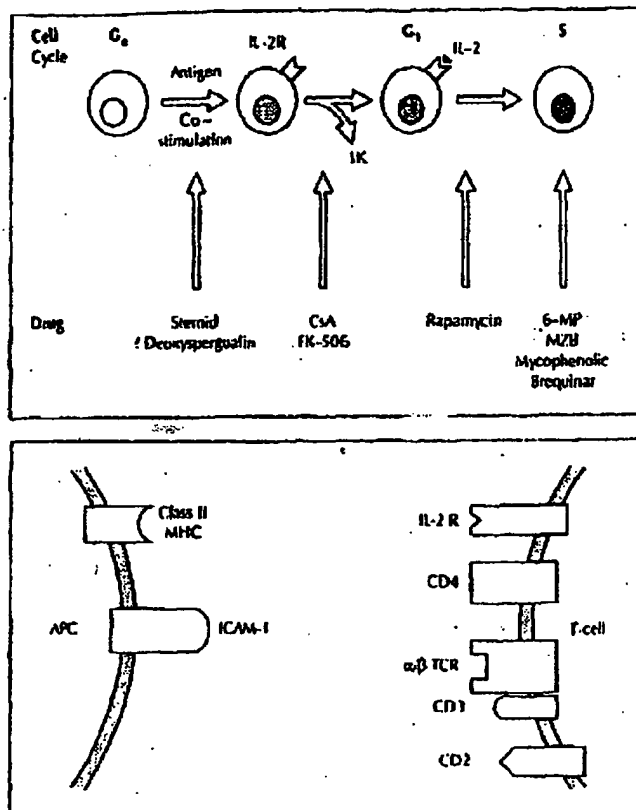 Cell
Cycle
G₀
IL-2R
G₁
IL-2
S
Antigen
Co-
stimulation
Drug
Steroid
Deoxyspergualin
CsA
FK-506
Rapamycin
6-MP
MZB
Mycophenolic
Brequinar
Class II
MHC
APC
ICAM-1
IL-2 R
CD4
T-cell
α,β TCR
CD3
CD2